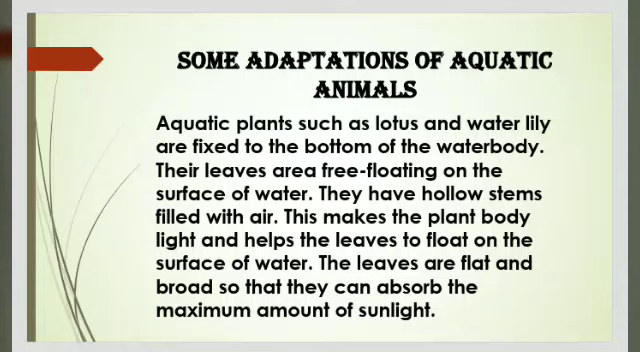 SOME ADAPTATIONS OF AQUATIC
ANIMALS
Aquatic plants such as lotus and water lily
are fixed to the bottom of the waterbody.
Their leaves area free-floating on the
surface of water. They have hollow stems
filled with air. This makes the plant body
light and helps the leaves to float on the
surface of water. The leaves are flat and
broad so that they can absorb the
maximum amount of sunlight.